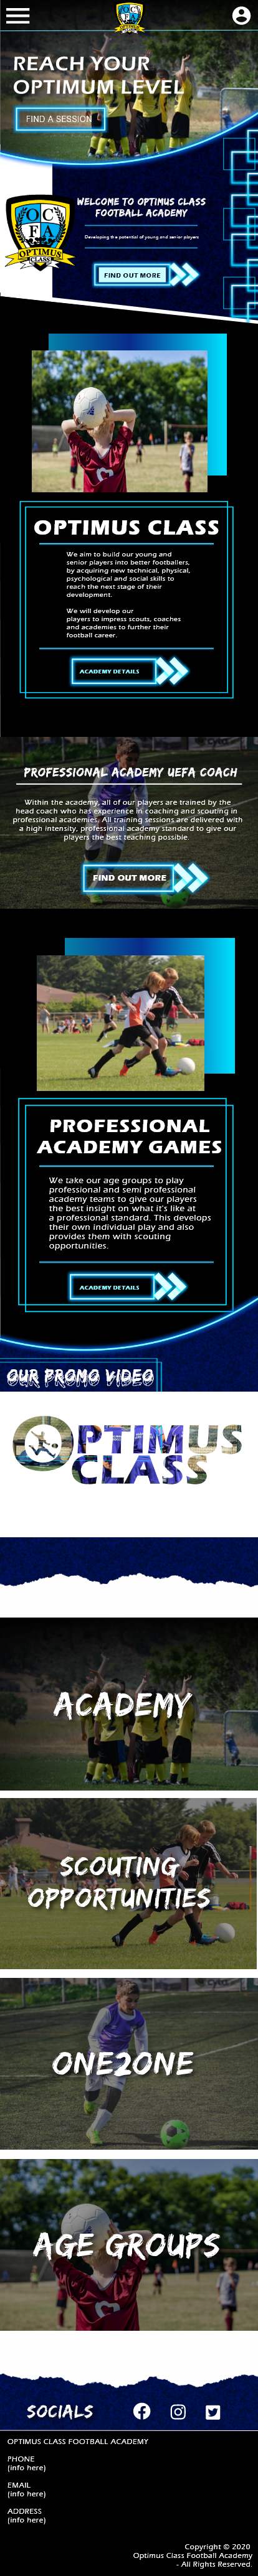 OCFA
OPTIMUS
CLASS
REACH YOUR
OPTIMUM LEVEL
FIND A SESSION
OCFA
OPTIMUS
CLASS
WELCOME TO OPTIMUS CLASS
FOOTBALL ACADEMY
Developing the potential of young and senior players
FIND OUT MORE
OPTIMUS CLASS
We aim to build our young and
senior players into better footballers,
by acquiring new technical, physical,
psychological and social skills to
reach the next stage of their
development.
We will develop our
players to impress scouts, coaches
and academies to further their
football career.
ACADEMY DETAILS
PROFESSIONAL ACADEMY UEFA COACH
Within the academy, all of our players are trained by the
head coach who has experience in coaching and scouting in
professional academies. All training sessions are delivered with
a high intensity, professional academy standard to give our
players the best teaching possible.
FIND OUT MORE
PROFESSIONAL
ACADEMY GAMES
We take our age groups to play
professional and semi professional
academy teams to give our players
the best insight on what it's like at
a professional standard. This develops
their own individual play and also
provides them with scouting
opportunities.
ACADEMY DETAILS
OUR PROMO VIDEO
OPTIMUS
CLASS
ACADEMY
SCOUTING
OPPORTUNITIES
ONE2ONE
AGE GROUPS
SOCIALS
OPTIMUS CLASS FOOTBALL ACADEMY
PHONE
(info here)
EMAIL
(info here)
ADDRESS
(info here)
Copyright © 2020
Optimus Class Football Academy
- All Rights Reserved.